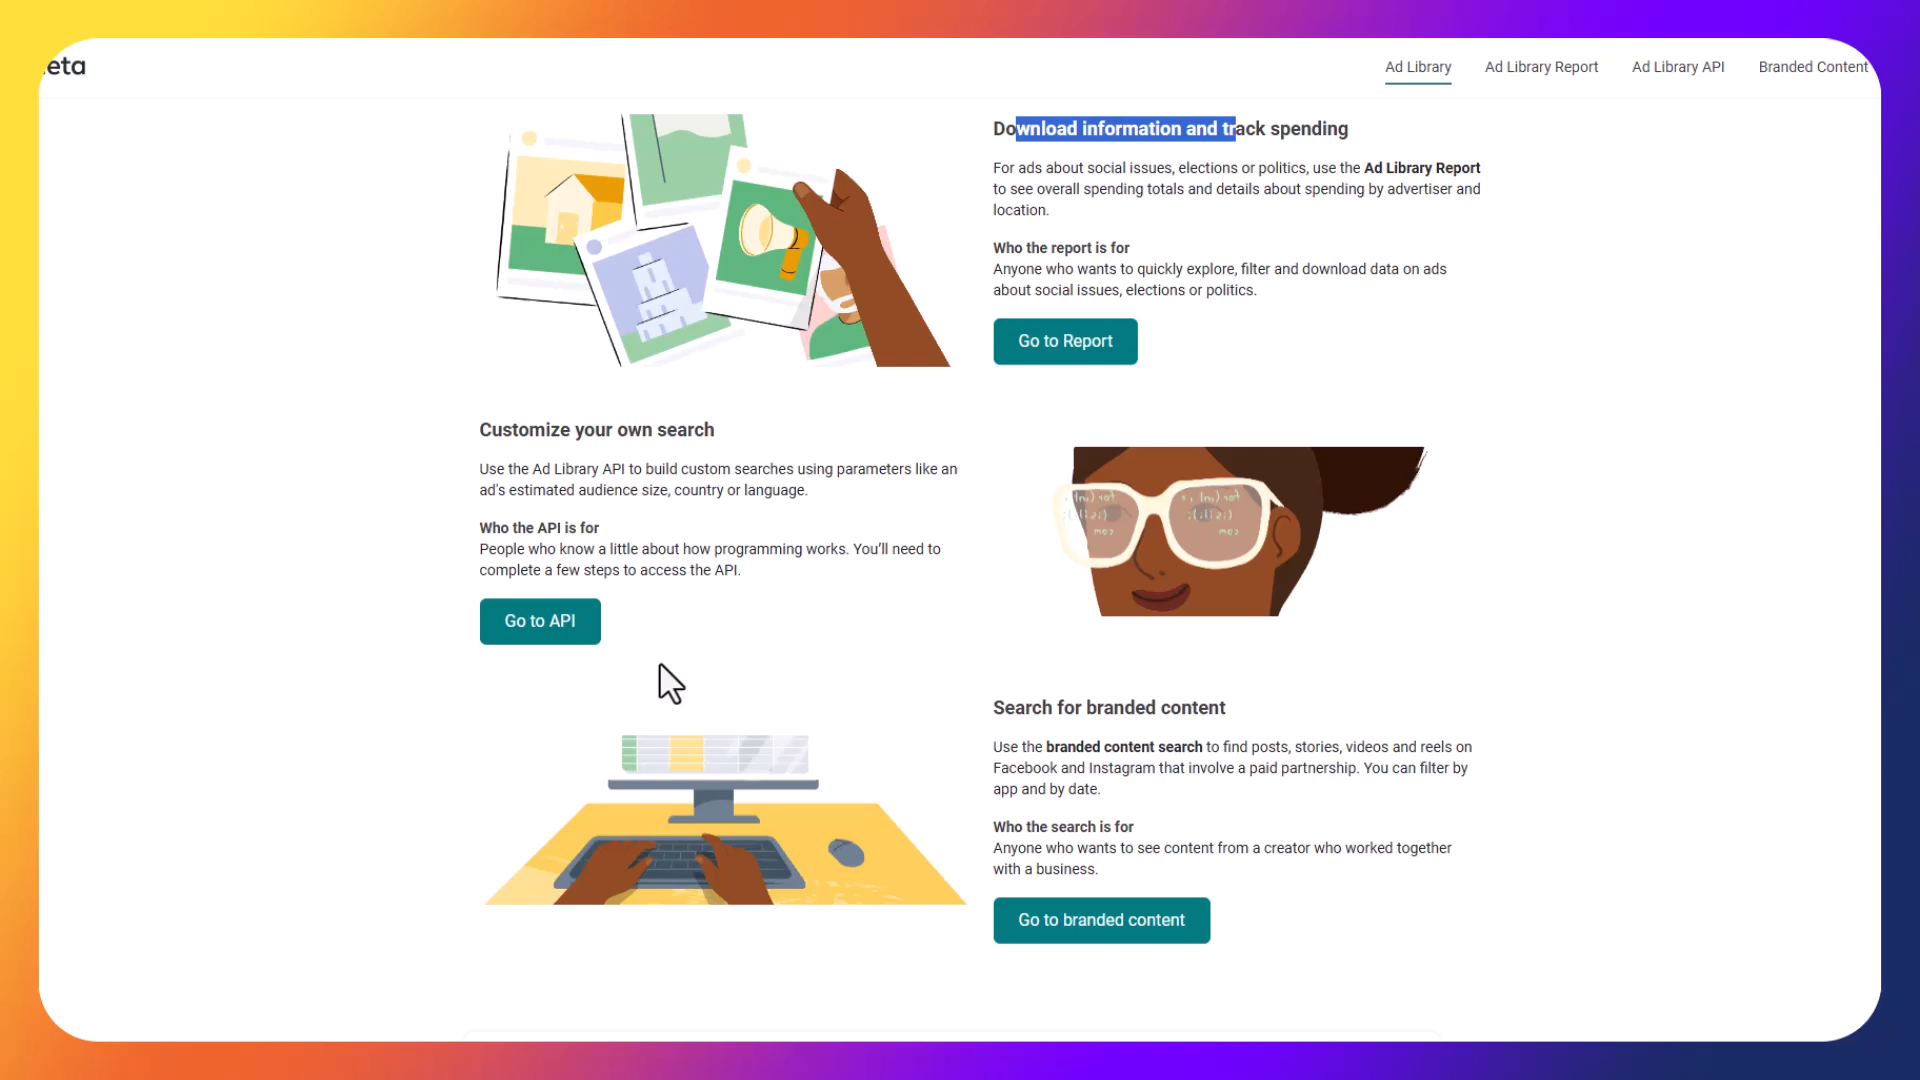 eta
Ad Library
Ad Library Report
Ad Library API
Branded Content
Download information and track spending
For ads about social issues, elections or politics, use the Ad Library Report
to see overall spending totals and details about spending by advertiser and
location.
Who the report is for
Anyone who wants to quickly explore, filter and download data on ads
about social issues, elections or politics.
Go to Report
Customize your own search
Use the Ad Library API to build custom searches using parameters like an
ad's estimated audience size, country or language.
Who the API is for
People who know a little about how programming works. You’ll need to
complete a few steps to access the API.
Go to API
Search for branded content
Use the branded content search to find posts, stories, videos and reels on
Facebook and Instagram that involve a paid partnership. You can filter by
app and by date.
Who the search is for
Anyone who wants to see content from a creator who worked together
with a business.
Go to branded content